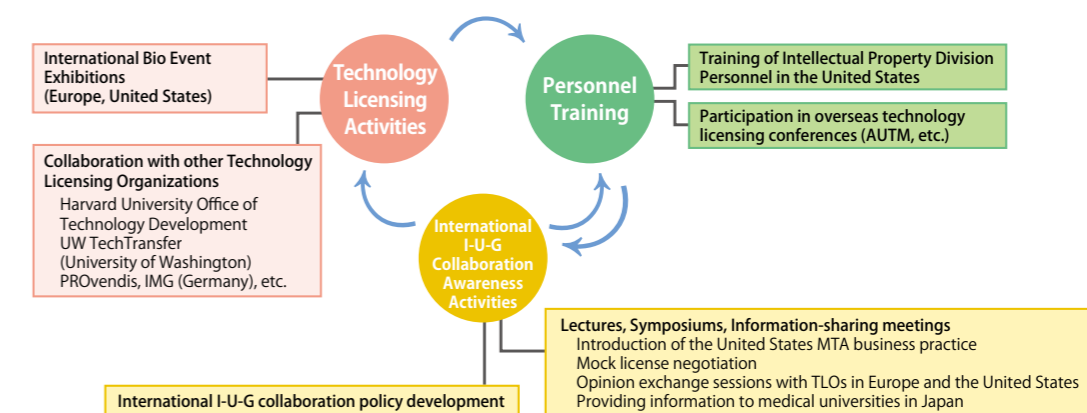 International Bio Event
Exhibitions
(Europe, United States)
Collaboration with other Technology
Licensing Organizations
Harvard University Office of
Technology Development
UW TechTransfer
(University of Washington)
PROvendis, IMG (Germany), etc.
Technology
Licensing
Activities
Personnel
Training
Training of Intellectual Property Division
Personnel in the United States
Participation in overseas technology
licensing conferences (AUTM, etc.)
International
I-U-G
Collaboration
Awareness
Activities
Lectures, Symposiums, Information-sharing meetings
Introduction of the United States MTA business practice
Mock license negotiation
Opinion exchange sessions with TLOs in Europe and the United States
Providing information to medical universities in Japan
International I-U-G collaboration policy development